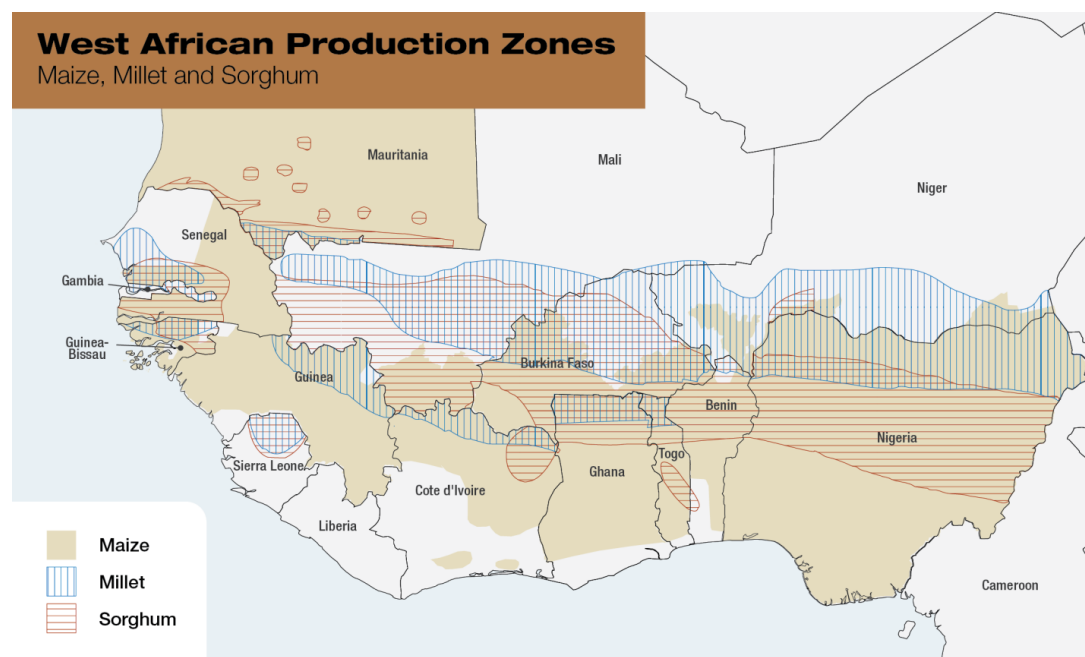 West African Production Zones
Maize, Millet and Sorghum
Mauritania
Mali
Niger
Senegal
Gambia
Guinea-
Bissau
Guinea
Burkina Faso
Benin
Nigeria
Sierra Leone
Cote d'Ivoire
Ghana
Togo
Liberia
Cameroon
Maize
Millet
Sorghum